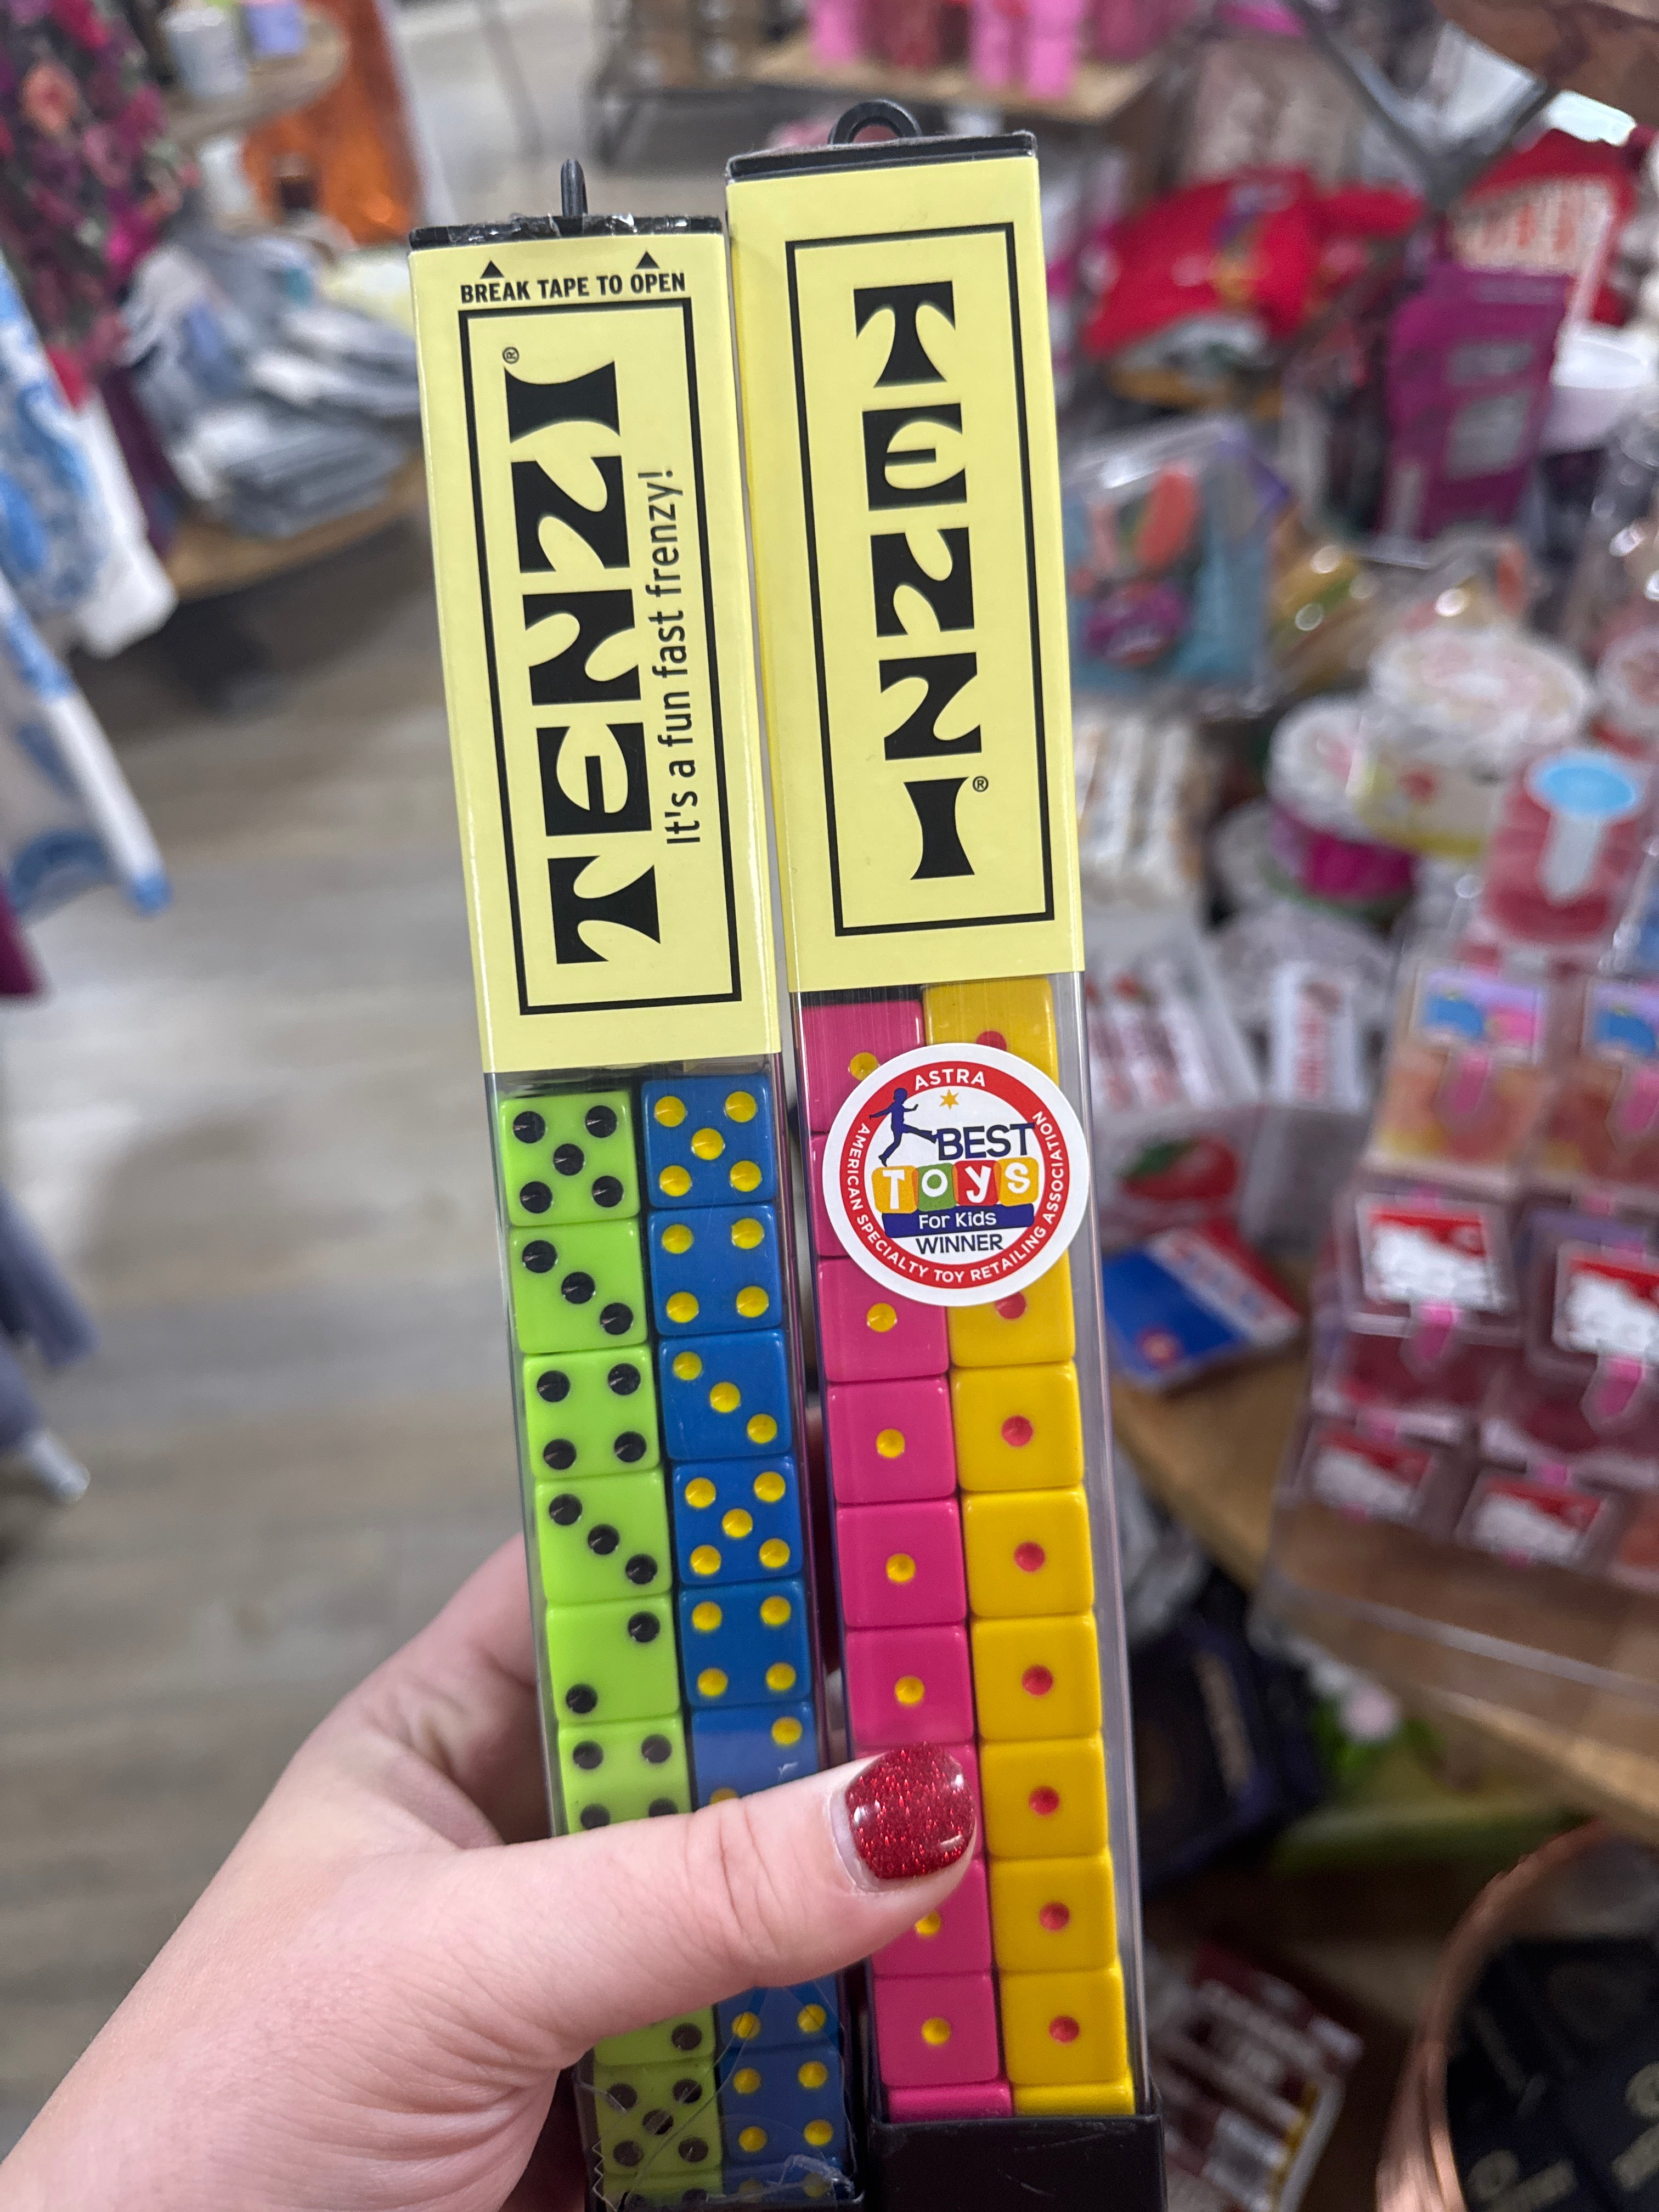 BREAK TAPE TO OPEN
TENZI®
It's a fun fast frenzy!
TENZI®
ASTRA
BEST
TOYS
For Kids
WINNER
AMERICAN SPECIALTY TOY RETAILING ASSOCIATION